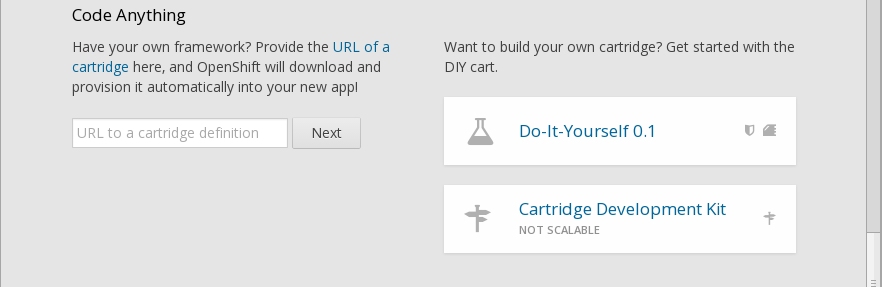 Code Anything
Have your own framework? Provide the URL of a
cartridge here, and OpenShift will download and
provision it automatically into your new app!
URL to a cartridge definition
Next
Want to build your own cartridge? Get started with the
DIY cart.
Do-It-Yourself 0.1
Cartridge Development Kit
NOT SCALABLE